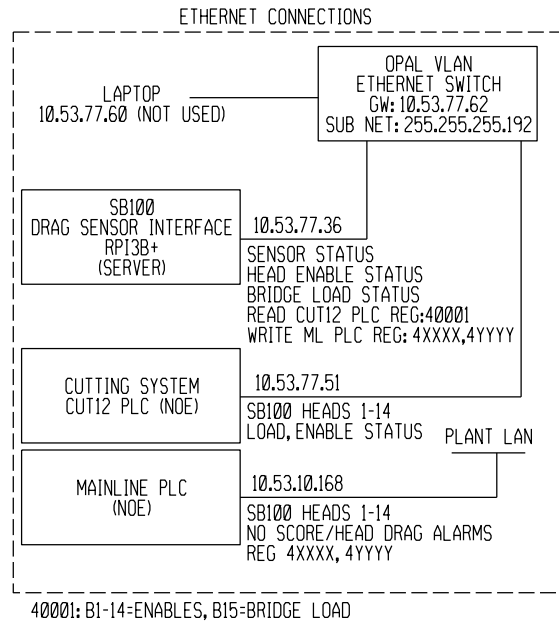 ETHERNET CONNECTIONS
OPAL VLAN
ETHERNET SWITCH
GW: 10.53.77.62
SUB NET: 255.255.255.192
LAPTOP
10.53.77.60 (NOT USED)
SB100
DRAG SENSOR INTERFACE
RPI3B+
(SERVER)
10.53.77.36
SENSOR STATUS
HEAD ENABLE STATUS
BRIDGE LOAD STATUS
READ CUT12 PLC REG:40001
WRITE ML PLC REG: 4XXXX,4YYYY
CUTTING SYSTEM
CUT12 PLC (NOE)
10.53.77.51
SB100 HEADS 1-14
LOAD, ENABLE STATUS
PLANT LAN
MAINLINE PLC
(NOE)
10.53.10.168
SB100 HEADS 1-14
NO SCORE/HEAD DRAG ALARMS
REG 4XXXX, 4YYYY
40001: B1-14=ENABLES, B15=BRIDGE LOAD